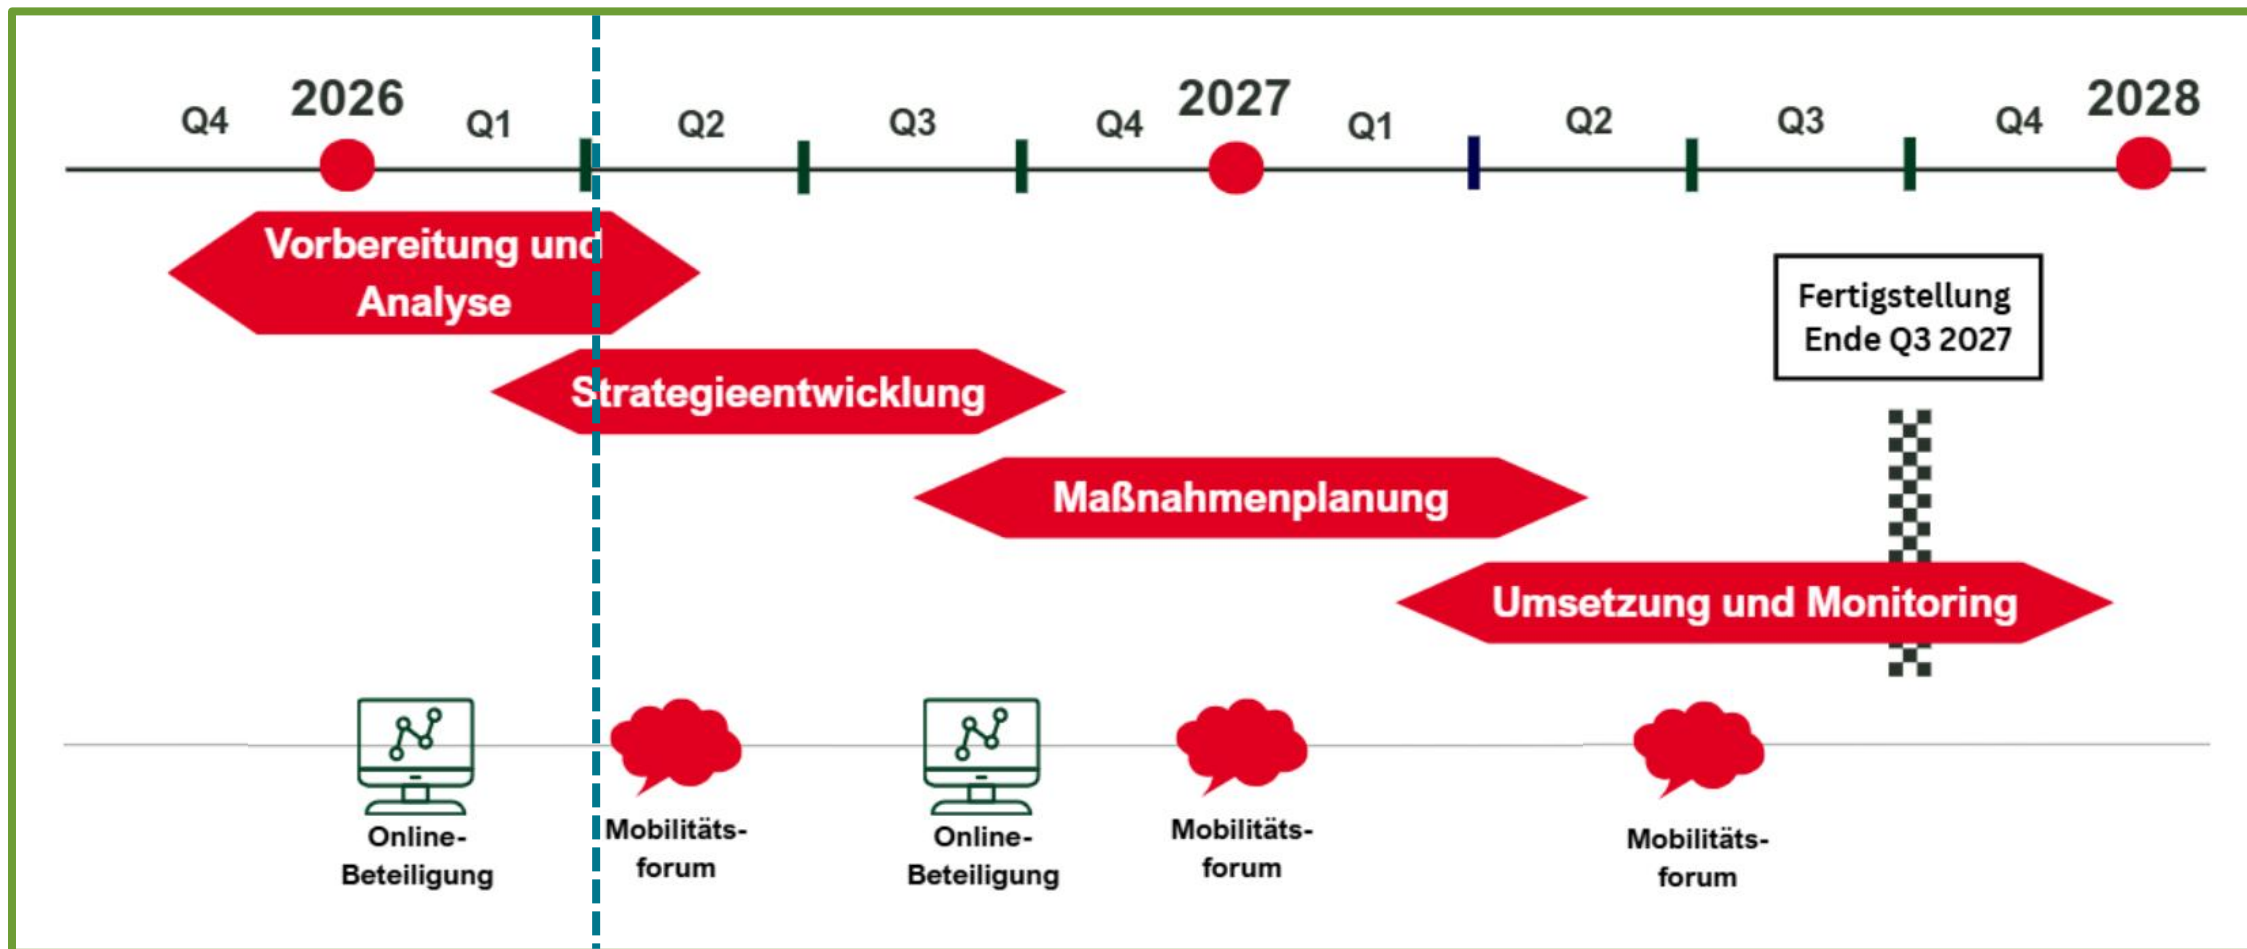 Q4 2026 Q1 Q2 Q3 Q4 2027 Q1 Q2 Q3 Q4 2028
Vorbereitung und
Analyse
Fertigstellung
Ende Q3 2027
Strategieentwicklung
Maßnahmenplanung
Umsetzung und Monitoring
Online-
Beteiligung
Mobilitäts-
forum
Online-
Beteiligung
Mobilitäts-
forum
Mobilitäts-
forum